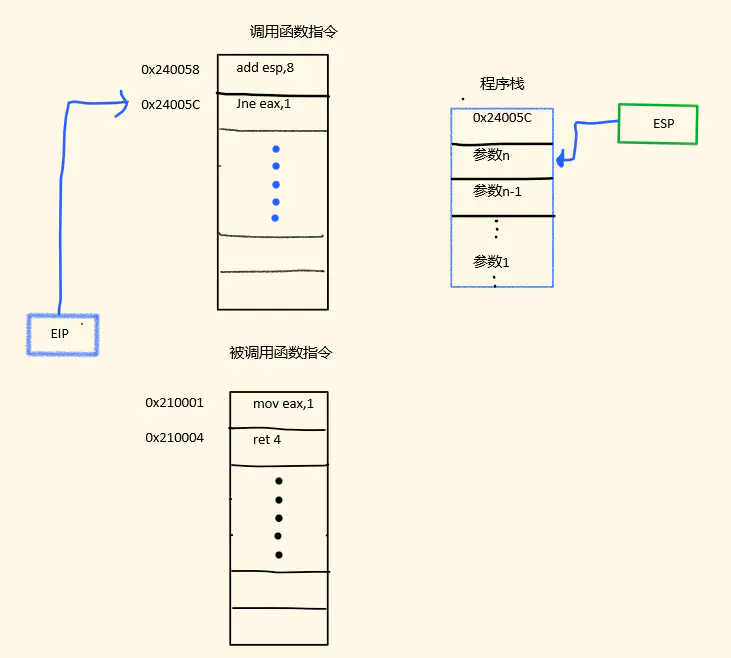 调用函数指令
0x240058 add esp,8
0x24005C Jne eax,1
程序栈
0x24005C
参数n
参数n-1
参数1
ESP
EIP
被调用函数指令
0x210001 mov eax,1
0x210004 ret 4